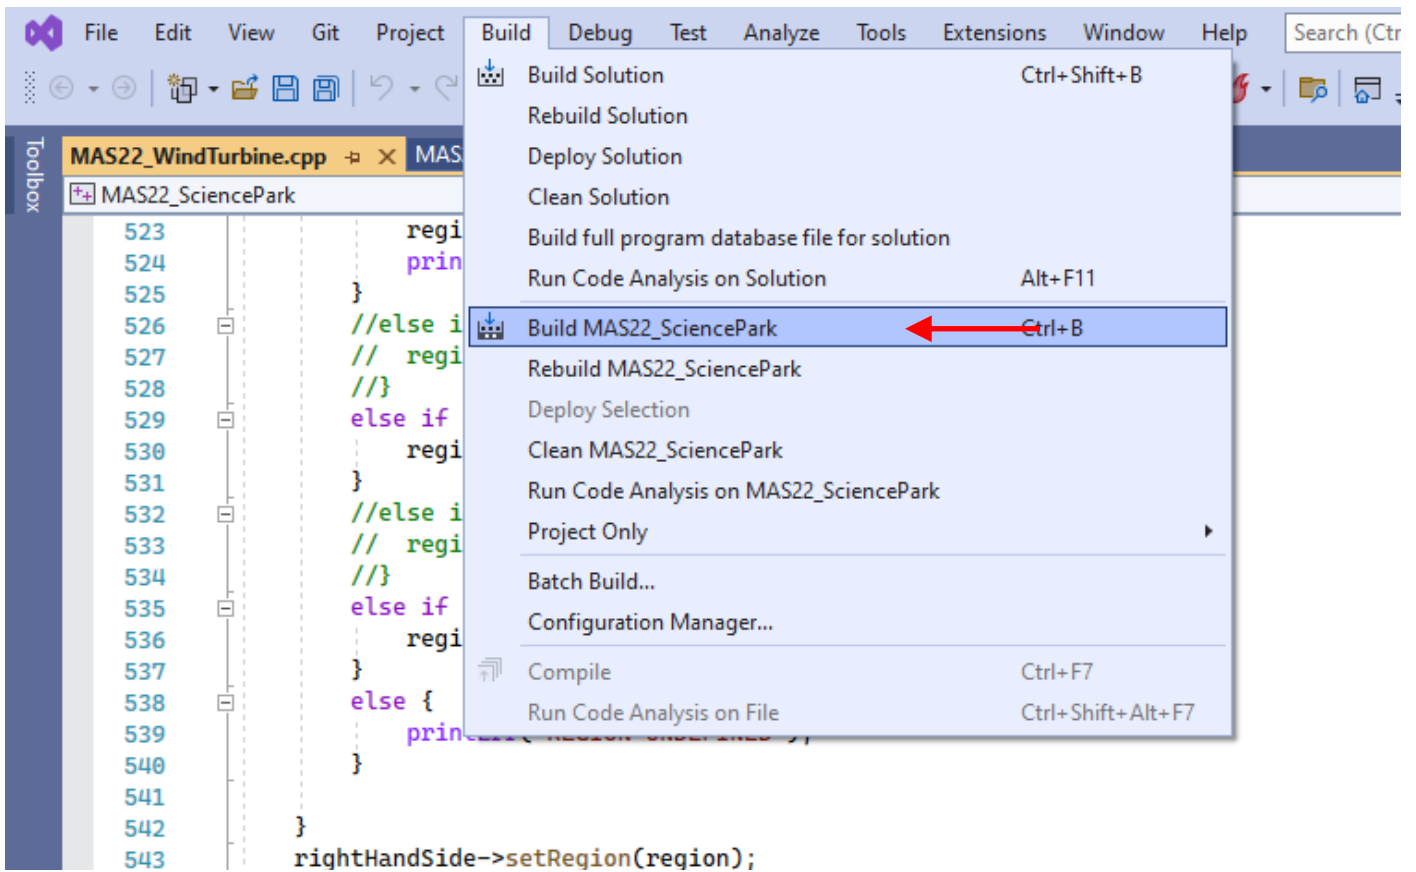 File Edit View Git Project Build Debug Test Analyze Tools Extensions Window Help Search (Ctr
Toolbox
MAS22_WindTurbine.cpp MAS
MAS22_SciencePark
Build Solution Ctrl+Shift+B
Rebuild Solution
Deploy Solution
Clean Solution
Build full program database file for solution
Run Code Analysis on Solution Alt+F11
Build MAS22_SciencePark Ctrl+B
Rebuild MAS22_SciencePark
Deploy Selection
Clean MAS22_SciencePark
Run Code Analysis on MAS22_SciencePark
Project Only
Batch Build...
Configuration Manager...
Compile Ctrl+F7
Run Code Analysis on File Ctrl+Shift+Alt+F7
523 regi
524 prin
525 }
526 //else i
527 // regi
528 //}
529 else if
530 regi
531 }
532 //else i
533 // regi
534 //}
535 else if
536 regi
537 }
538 else {
539 prin
540 }
541
542 }
543 rightHandSide->setRegion(region);